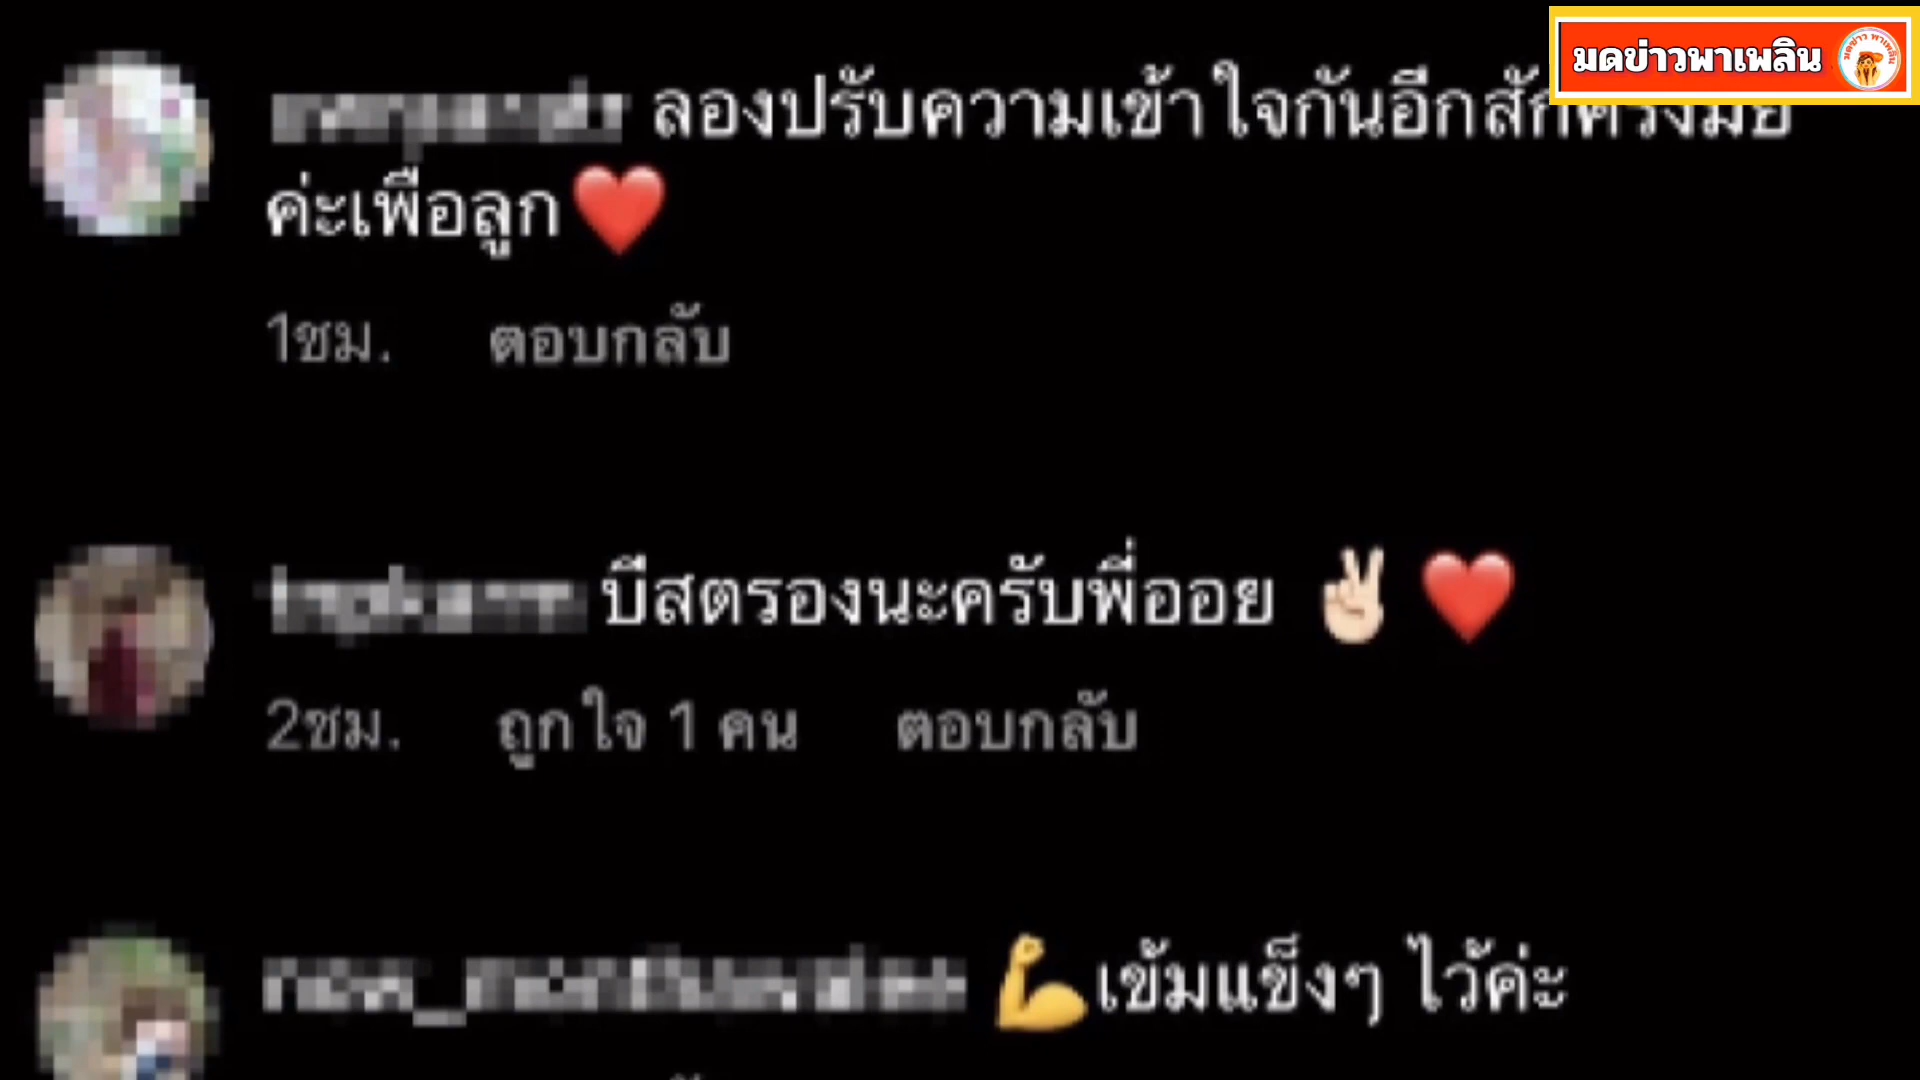 มดข่าวพาเพลิน
ลองปรับความเข้าใจกันอีกสักครั้งมั้ย
ค่ะเพื่อลูก❤️
1ชม. ตอบกลับ
บีสตรองนะครับพี่ออย ✌🏻❤️
2ชม. ถูกใจ 1 คน ตอบกลับ
💪เข้มแข็งๆ ไว้ค่ะ